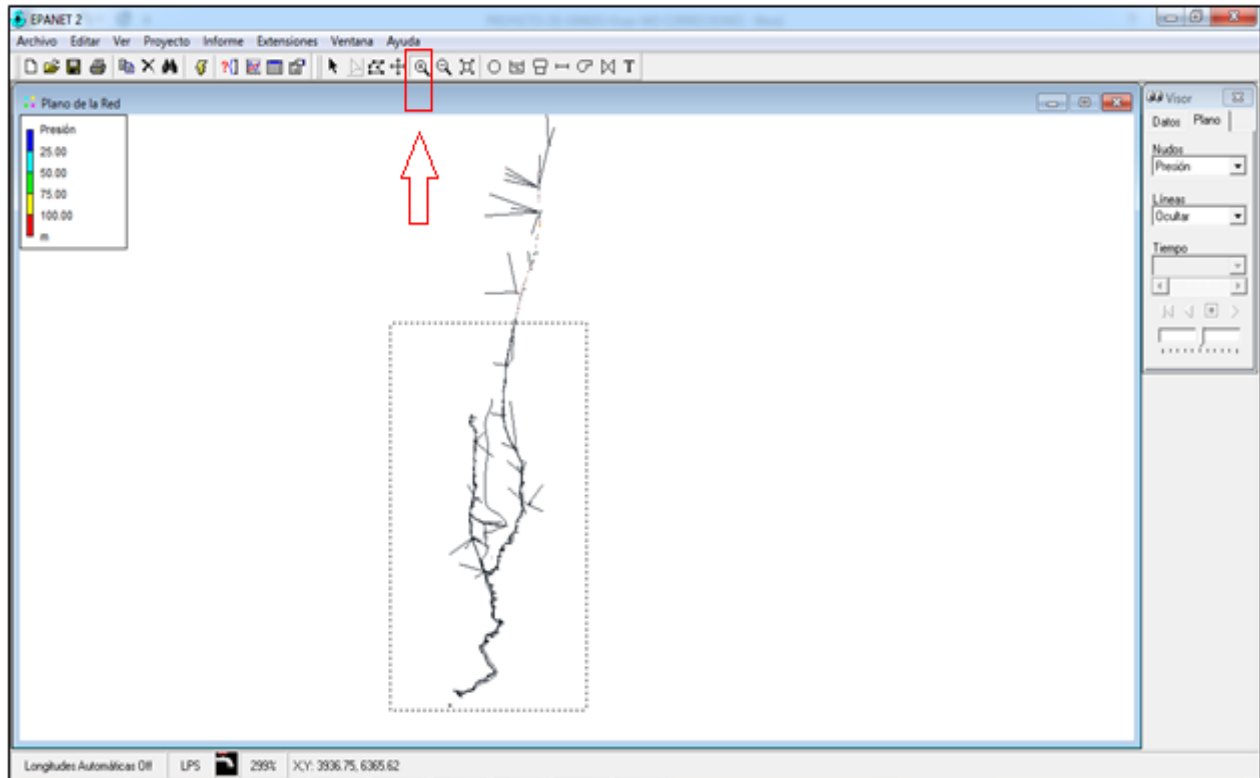 EPANET 2
Archivo Editar Ver Proyecto Informe Extensiones Ventana Ayuda
T
Plano de la Red
Visor
Datos Plano
Presión
25.00
50.00
75.00
100.00
m
Nudos
Presión
Líneas
Ocultar
Tiempo
Longitudes Automáticas Off LPS 299% X,Y: 3936.75, 6365.62